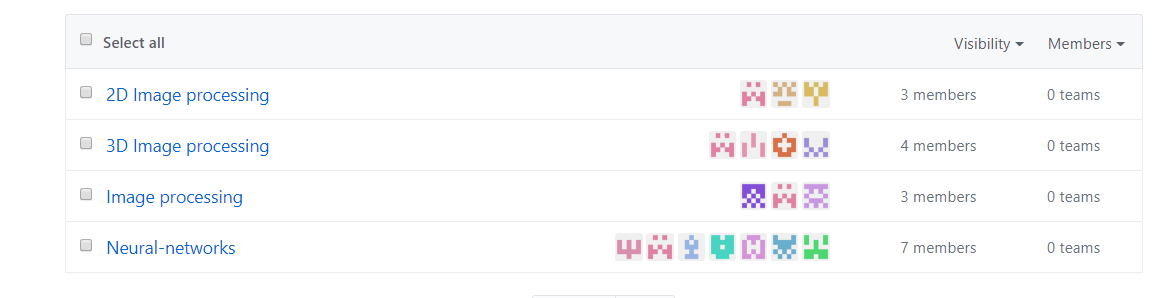 Select all Visibility Members
2D Image processing 3 members 0 teams
3D Image processing 4 members 0 teams
Image processing 3 members 0 teams
Neural-networks 7 members 0 teams